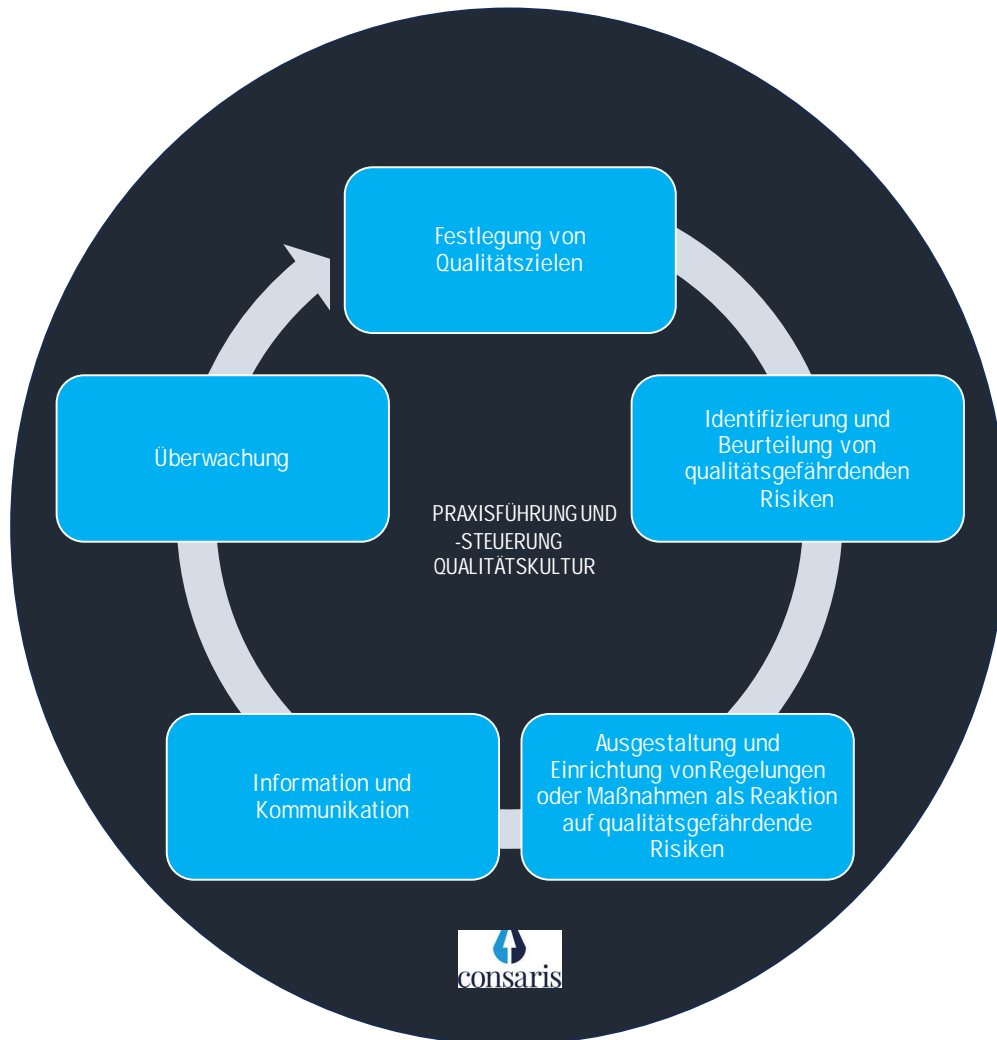 Festlegung von
Qualitätszielen
Identifizierung und
Beurteilung von
qualitätsgefährdenden
Risiken
Ausgestaltung und
Einrichtung von Regelungen
oder Maßnahmen als Reaktion
auf qualitätsgefährdende
Risiken
Information und
Kommunikation
Überwachung
PRAXISFÜHRUNG UND
-STEUERUNG
QUALITÄTSKULTUR
consaris